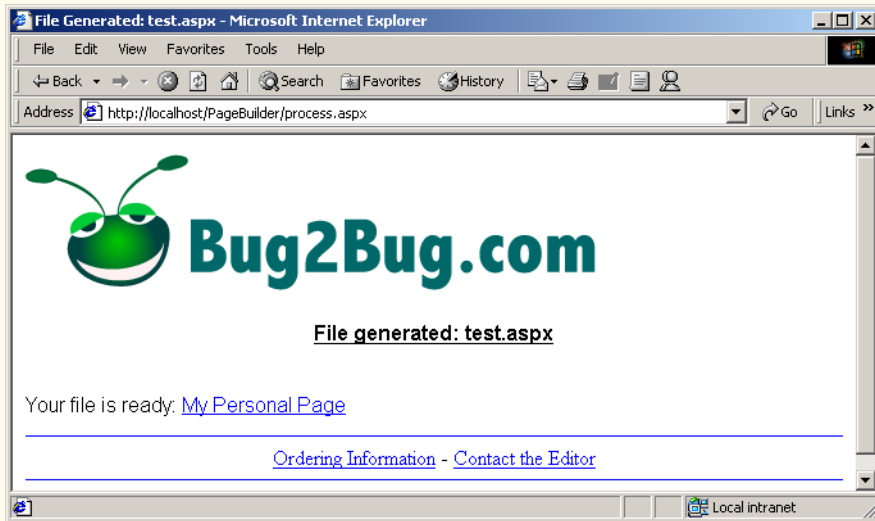 File Generated: test.aspx - Microsoft Internet Explorer
File Edit View Favorites Tools Help
Back Search Favorites History
Address http://localhost/PageBuilder/process.aspx Go Links »
Bug2Bug.com
File generated: test.aspx
Your file is ready: My Personal Page
Ordering Information - Contact the Editor
Local intranet